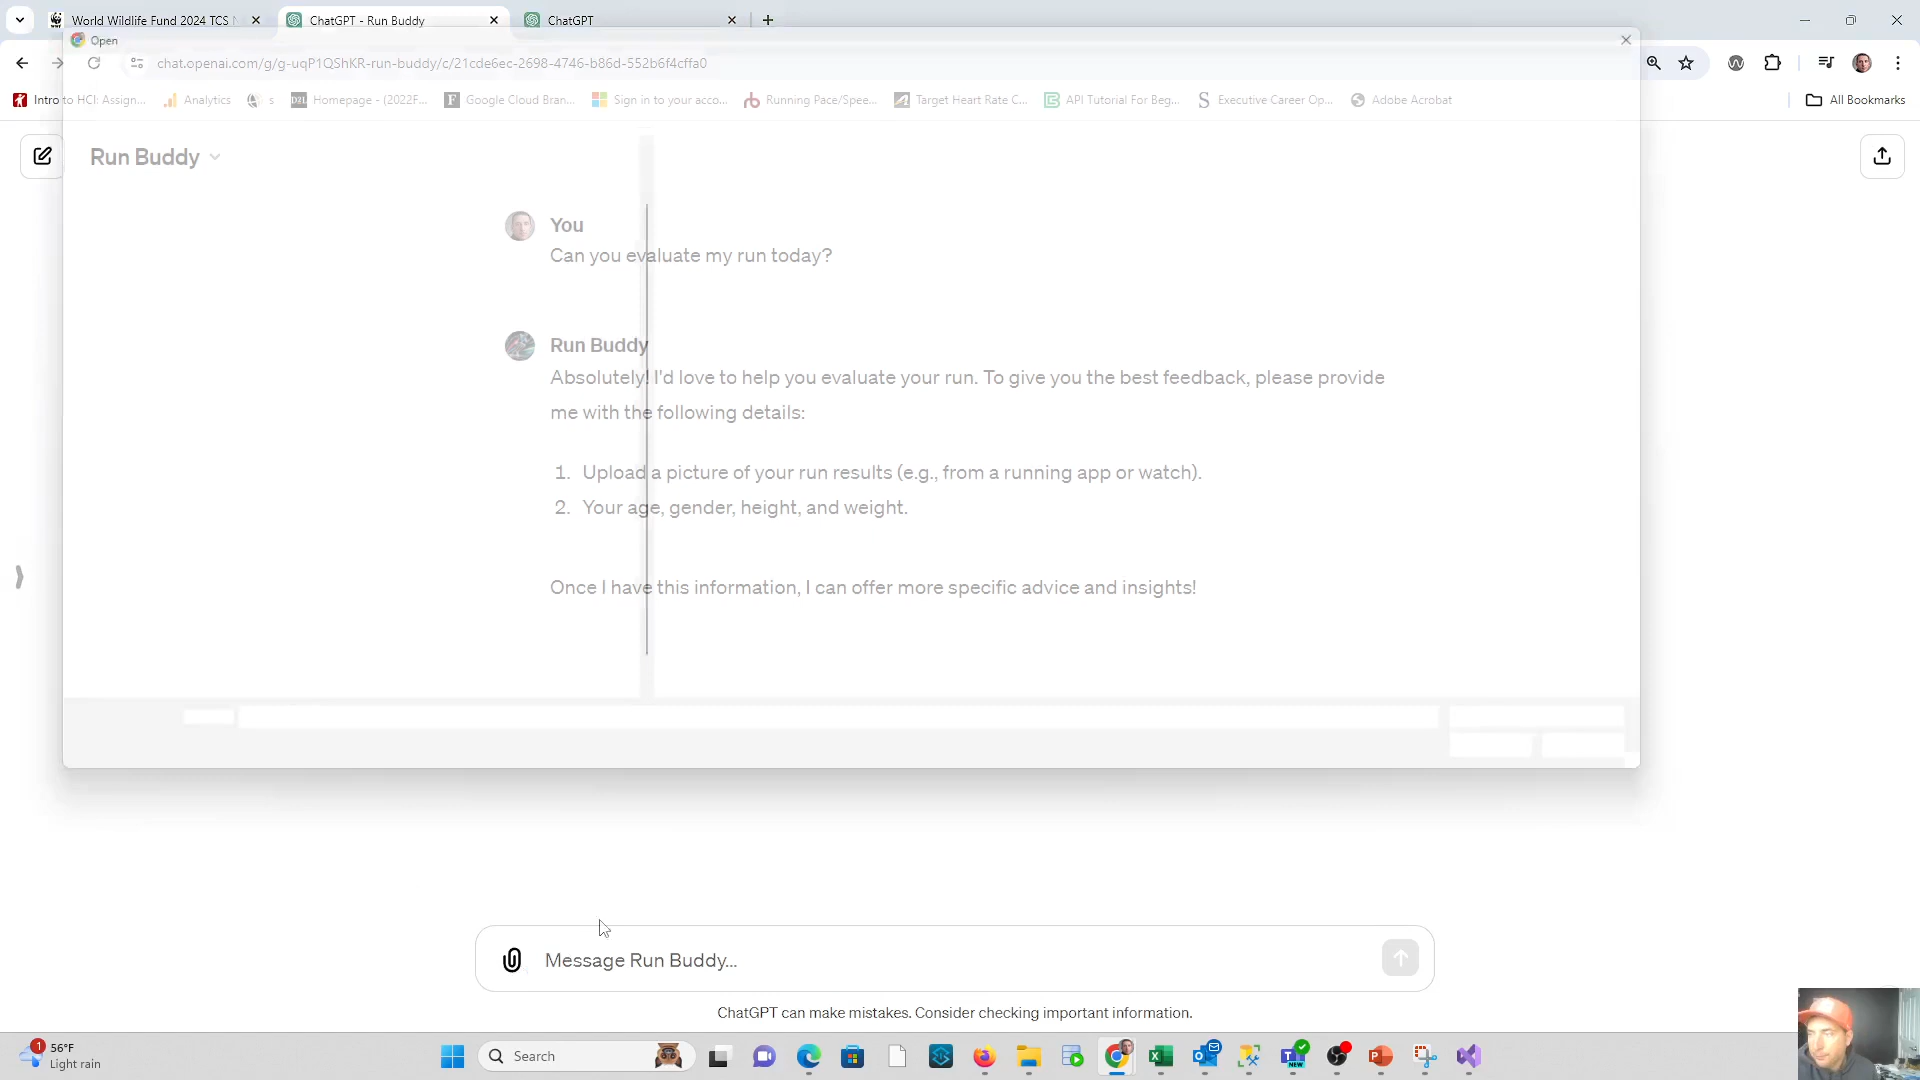 World Wildlife Fund 2024 TCS
ChatGPT - Run Buddy
ChatGPT
Open
chat.openai.com/g/g-uqP1QShKR-run-buddy/c/21cde6ec-2698-4746-b86d-552b6f4cffa0
Intro to HCI: Assign...
Analytics
s
D2L
Homepage - (2022F...
Google Cloud Bran...
Sign in to your acco...
Running Pace/Spee...
Target Heart Rate C...
API Tutorial For Beg...
Executive Career Op...
Adobe Acrobat
All Bookmarks
Run Buddy
You
Can you evaluate my run today?
Run Buddy
Absolutely! I'd love to help you evaluate your run. To give you the best feedback, please provide
me with the following details:
1. Upload a picture of your run results (e.g., from a running app or watch).
2. Your age, gender, height, and weight.
Once I have this information, I can offer more specific advice and insights!
Message Run Buddy...
ChatGPT can make mistakes. Consider checking important information.
1
56°F
Light rain
Search
NEW